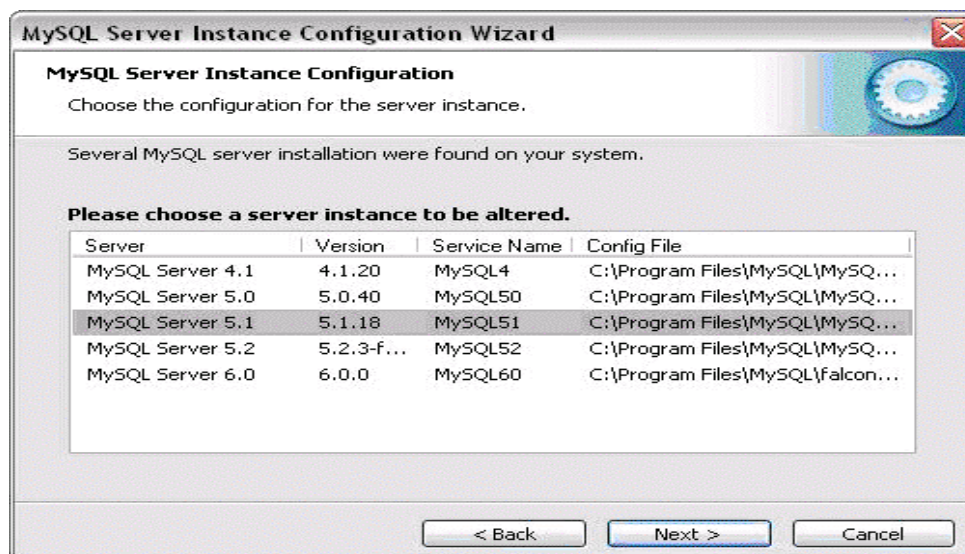 MySQL Server Instance Configuration Wizard
MySQL Server Instance Configuration
Choose the configuration for the server instance.
Several MySQL server installation were found on your system.
Please choose a server instance to be altered.
Server Version Service Name Config File
MySQL Server 4.1 4.1.20 MySQL4 C:\Program Files\MySQL\MySQ...
MySQL Server 5.0 5.0.40 MySQL50 C:\Program Files\MySQL\MySQ...
MySQL Server 5.1 5.1.18 MySQL51 C:\Program Files\MySQL\MySQ...
MySQL Server 5.2 5.2.3-f... MySQL52 C:\Program Files\MySQL\MySQ...
MySQL Server 6.0 6.0.0 MySQL60 C:\Program Files\MySQL\falcon...
< Back Next > Cancel